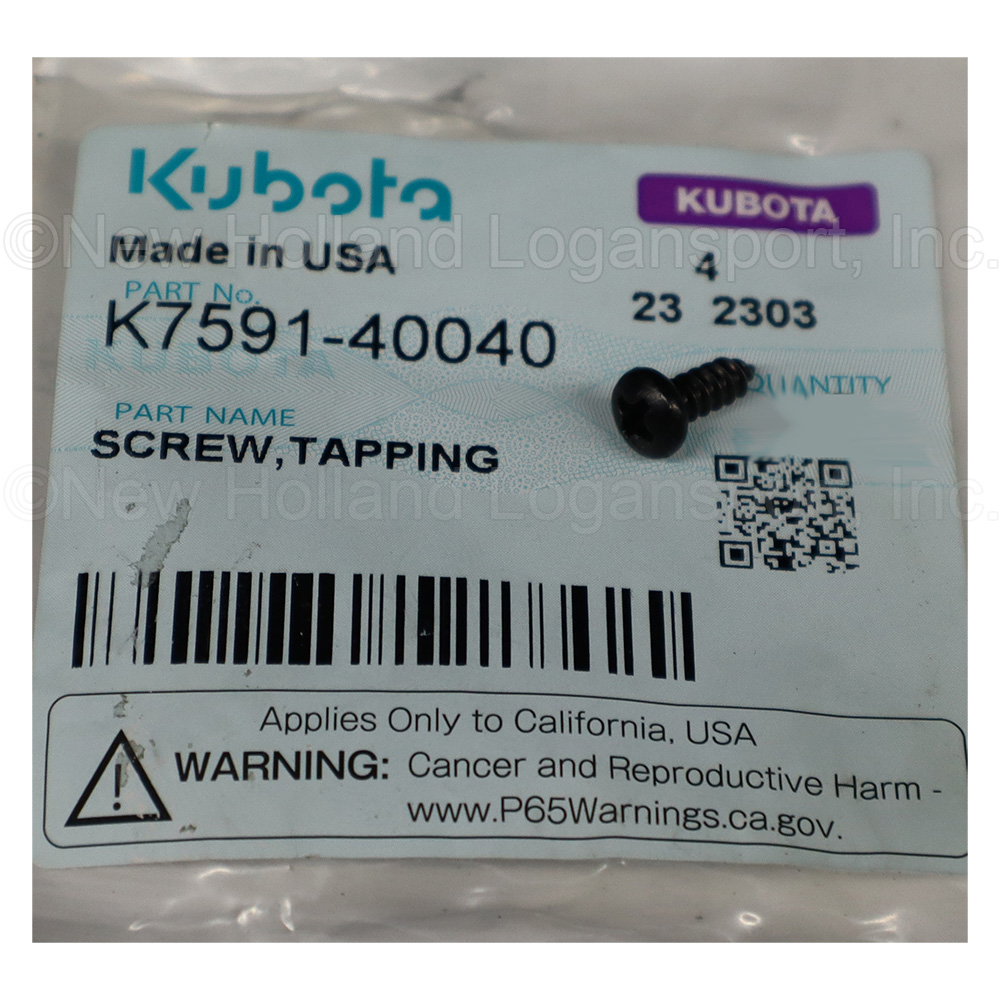 Kubota
KUBOTA
©New Holland Logansport, Inc.
Made in USA
4
PART No.
23 2303
K7591-40040
KUBOTA
QUANTITY
PART NAME
SCREW,TAPPING
©New Holland Logansport, Inc.
Applies Only to California, USA
WARNING: Cancer and Reproductive Harm -
www.P65Warnings.ca.gov.